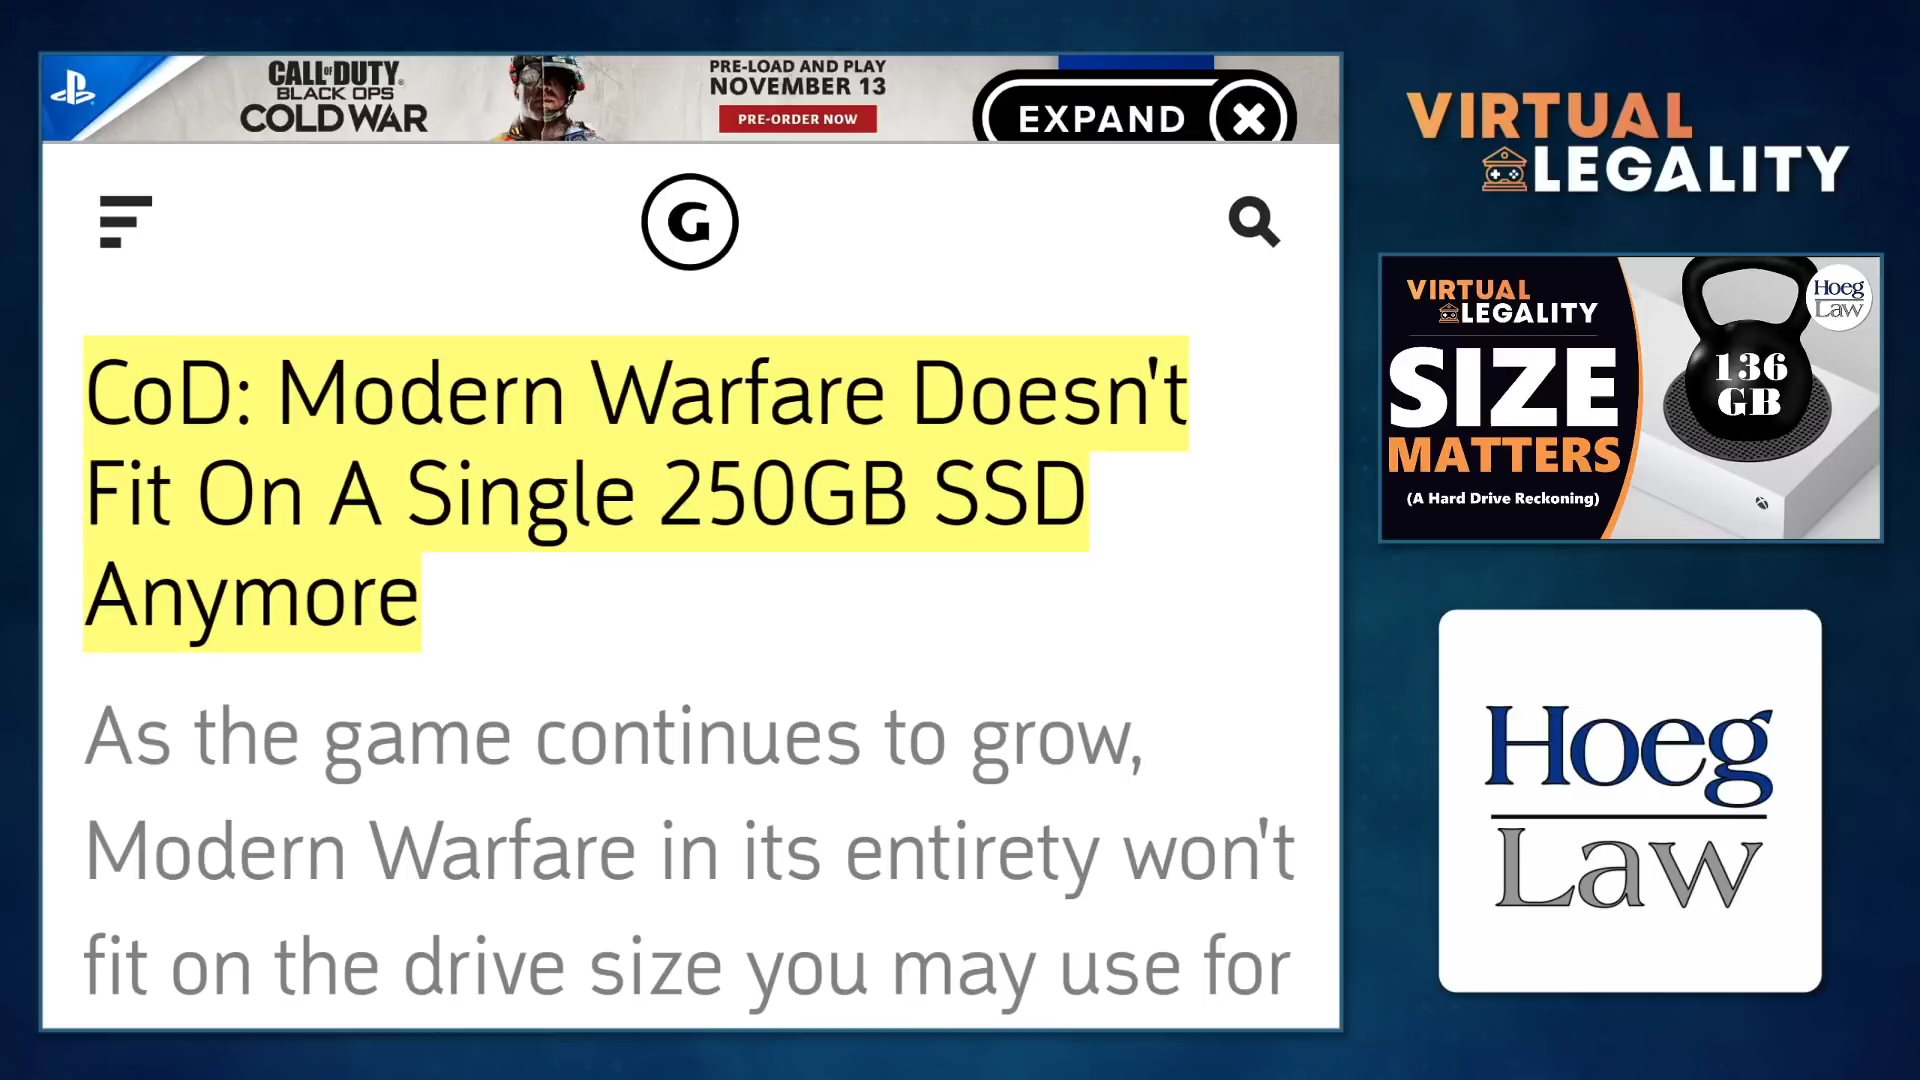 CALL OF DUTY
BLACK OPS
COLD WAR
PRE-LOAD AND PLAY
NOVEMBER 13
PRE-ORDER NOW
EXPAND
G
CoD: Modern Warfare Doesn't
Fit On A Single 250GB SSD
Anymore
As the game continues to grow,
Modern Warfare in its entirety won't
fit on the drive size you may use for
VIRTUAL
LEGALITY
VIRTUAL
LEGALITY
SIZE
MATTERS
(A Hard Drive Reckoning)
136
GB
Hoeg
Law
Hoeg
Law